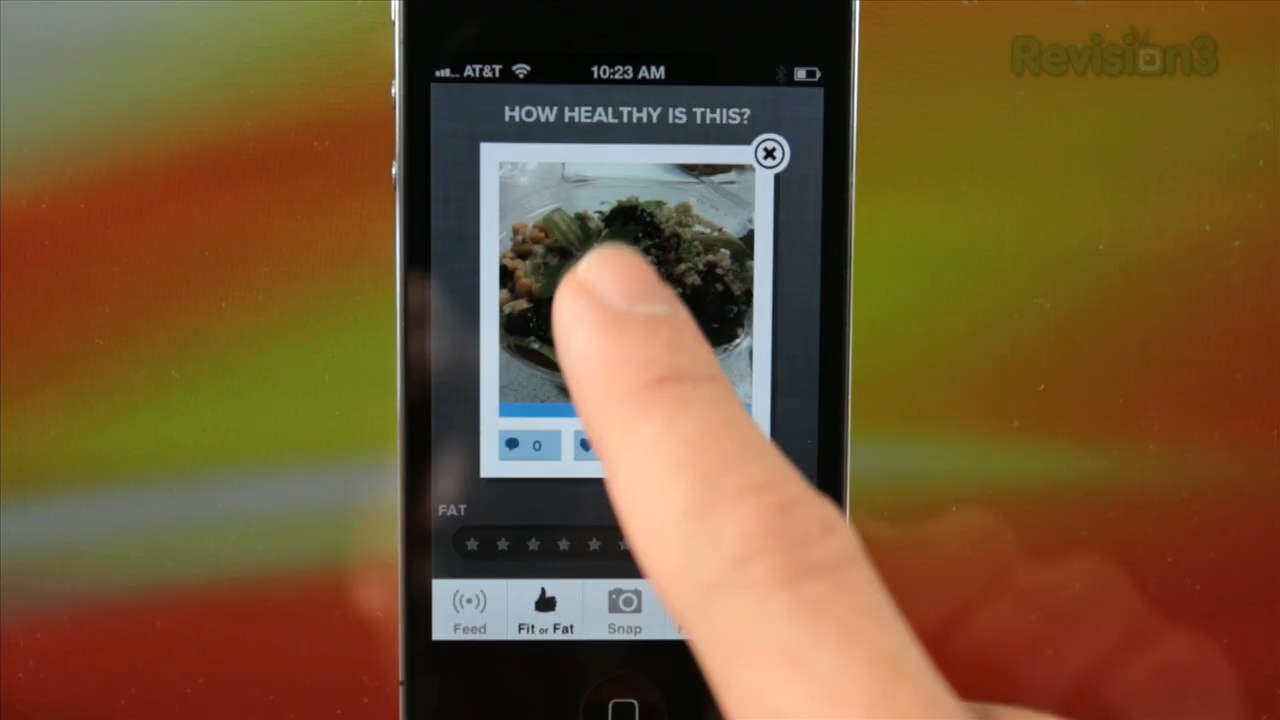 Revision3
AT&T 10:23 AM
HOW HEALTHY IS THIS?
0
FAT
Feed Fit or Fat Snap